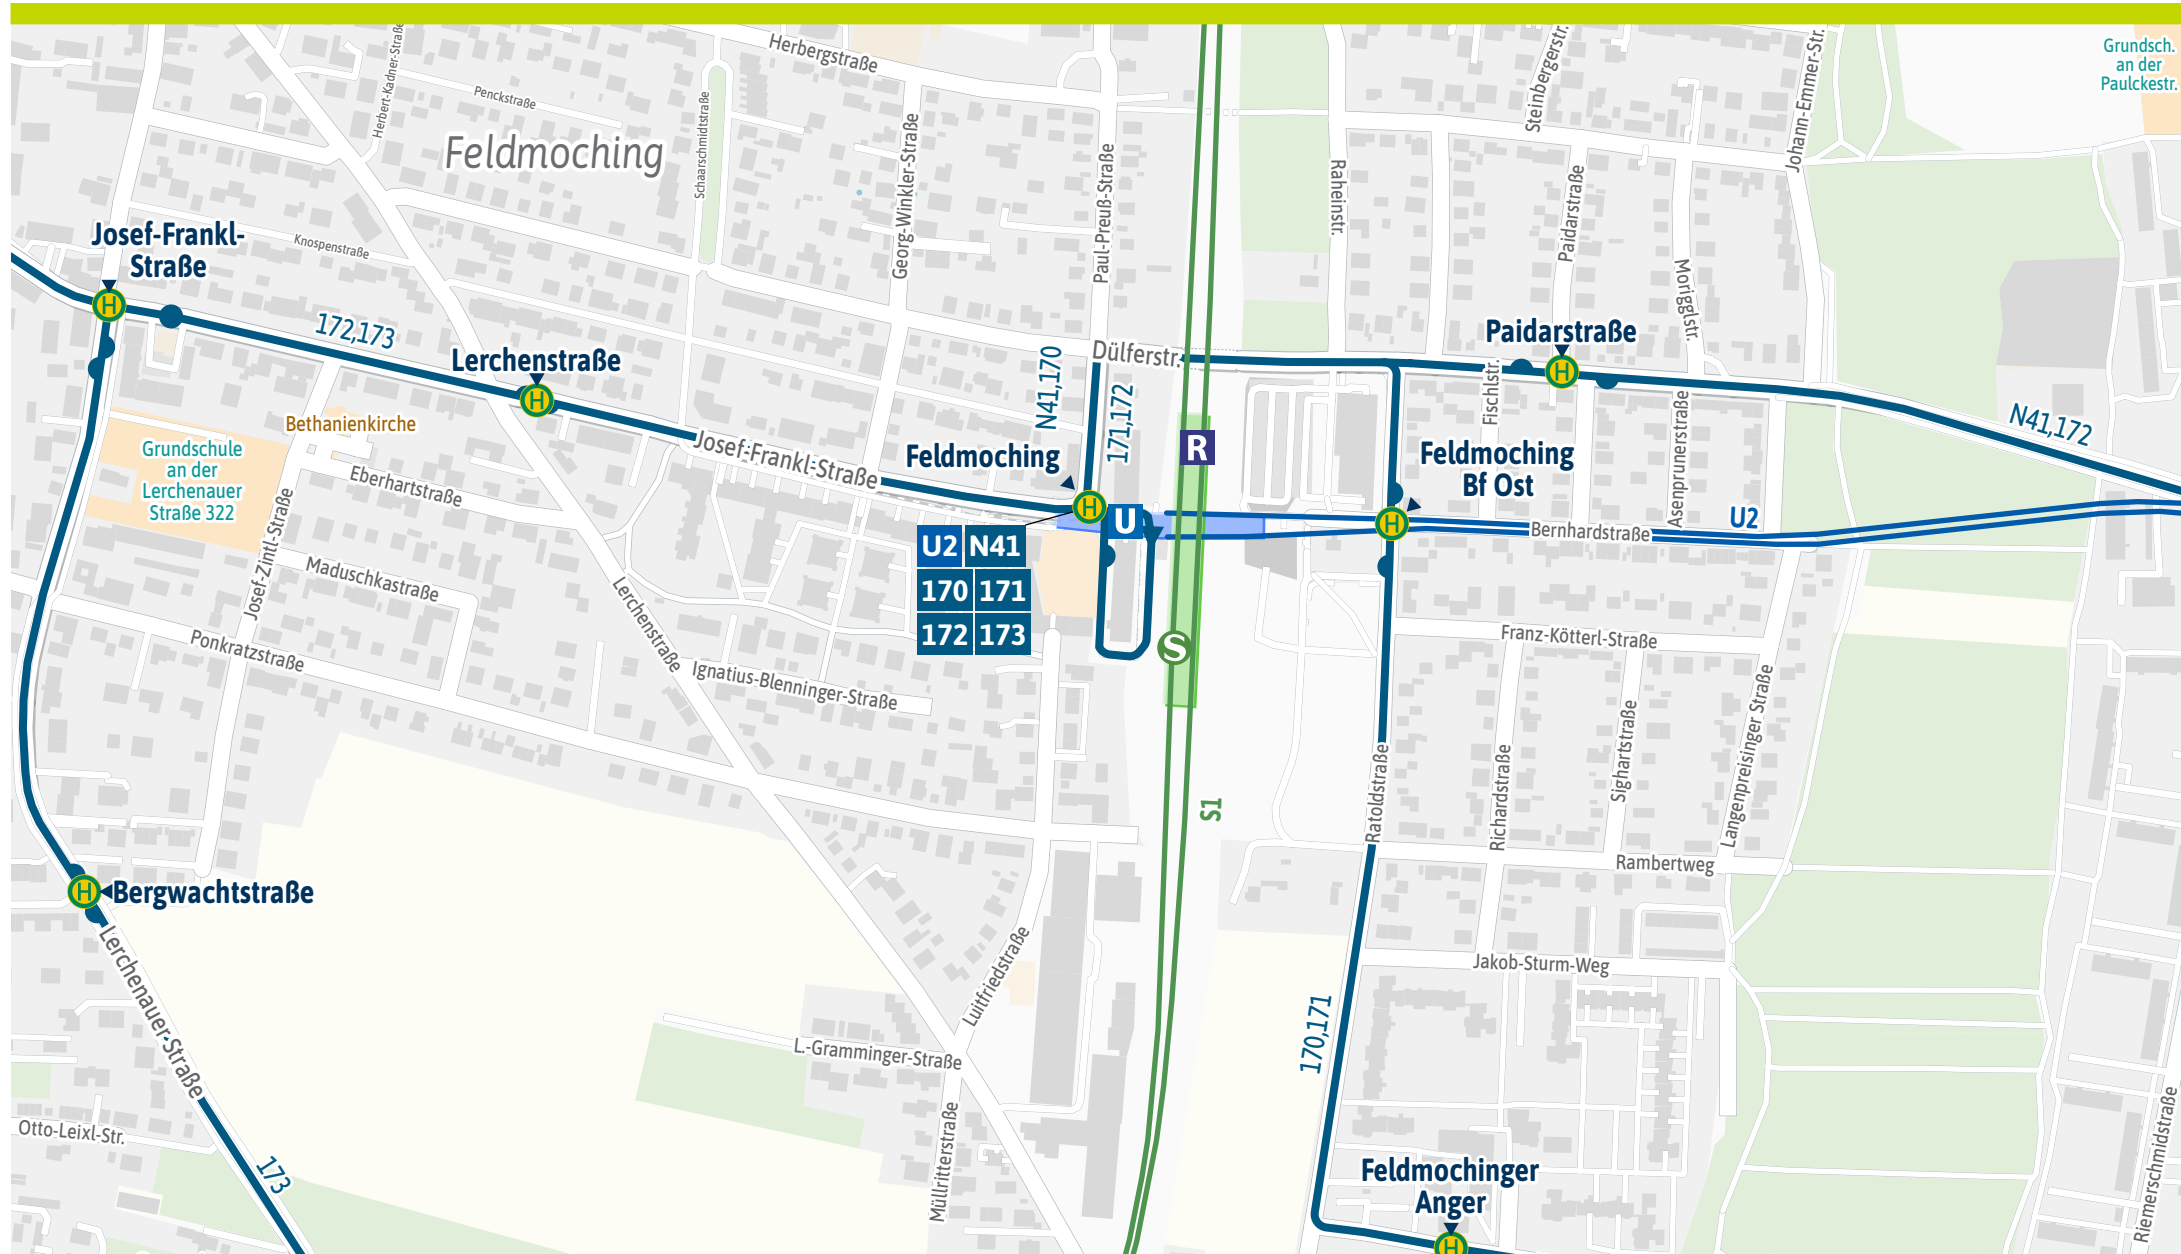 Herbergstraße
Grundsch.
an der
Paulckestr.
Herbert-Kadner-Straße
Penckstraße
Schaarschmidtstraße
Feldmoching
Georg-Winkler-Straße
Paul-Preuß-Straße
Raheinstr.
Steinbergerstr.
Johann-Emmer-Str.
Paidarstraße
Morigglstr.
Josef-Frankl-
Straße
Knospenstraße
H
172,173
Lerchenstraße
H
N41,170
171,172
Dülferstr.
Paidarstraße
H
Fischlstr.
Asenprunerstraße
N41,172
Bethanienkirche
Grundschule
an der
Lerchenauer
Straße 322
Eberhartstraße
Josef-Frankl-Straße
Feldmoching
H
R
U
Feldmoching
Bf Ost
H
Bernhardstraße
U2
U2 N41
170 171
172 173
Josef-Zintl-Straße
Maduschkastraße
Ponkratzstraße
Lerchenstraße
Ignatius-Blenninger-Straße
S
S1
Franz-Kötterl-Straße
Ratoldstraße
Richardstraße
Sighartstraße
Langenpreisinger Straße
Rambertweg
H
Bergwachtstraße
Lerchenauer-Straße
Luitfriedstraße
Jakob-Sturm-Weg
L.-Gramminger-Straße
170,171
Otto-Leixl-Str.
173
Müllritterstraße
Feldmochinger
Anger
H
Riemerschmidstraße